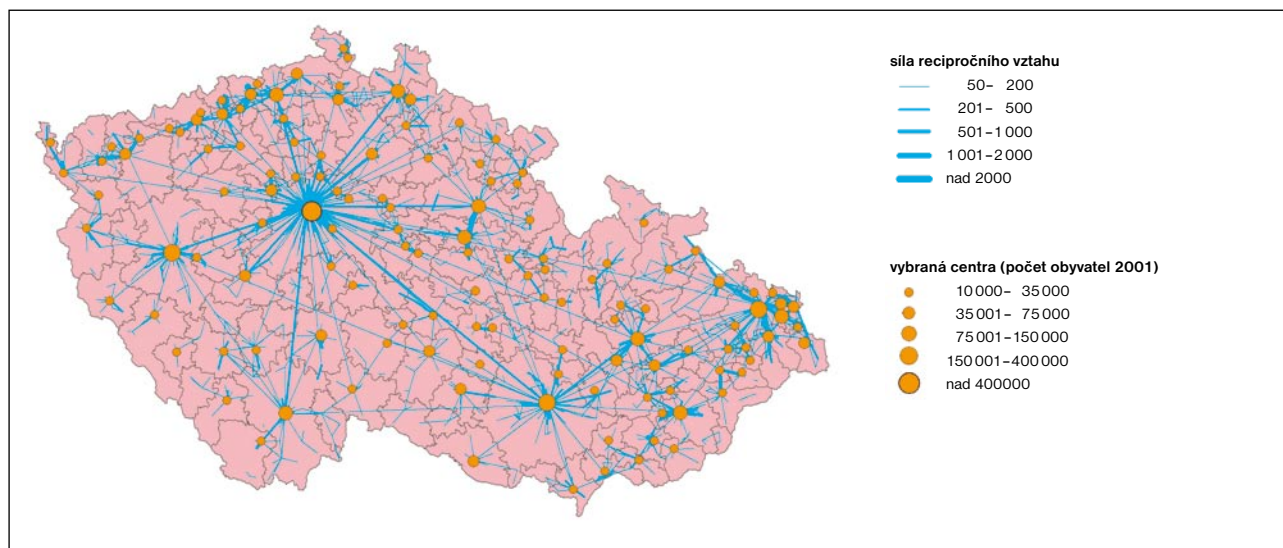 síla recipročního vztahu
50– 200
201– 500
501–1 000
1 001–2 000
nad 2000
vybraná centra (počet obyvatel 2001)
10 000– 35 000
35 001– 75 000
75 001–150 000
150 001–400 000
nad 400000